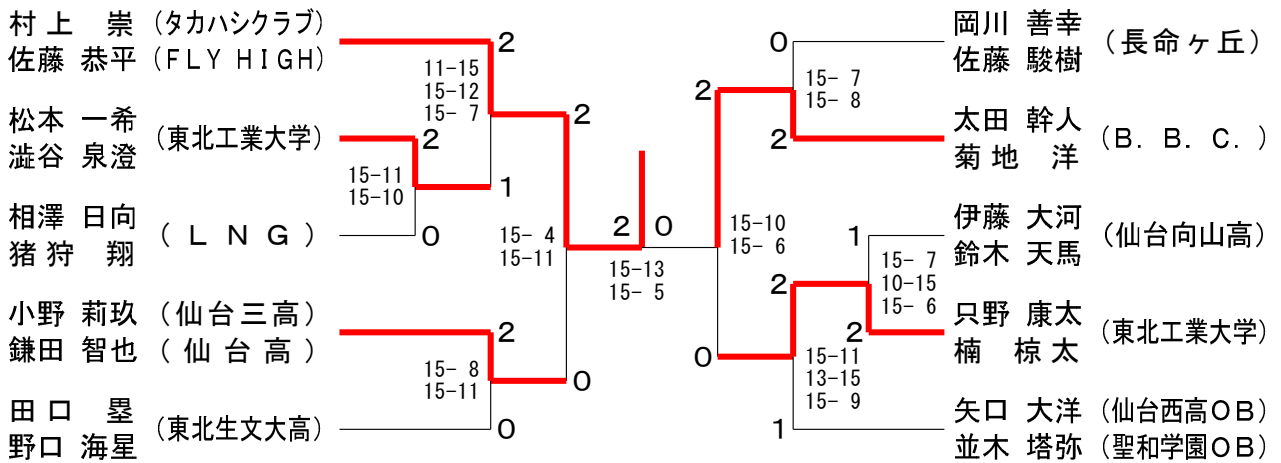 村上 崇 (タカハシクラブ)
佐藤 恭平 (FLY HIGH)
2
11-15
15-12
15- 7
2
松本 一希
澁谷 泉澄
(東北工業大学)
2
15-11
15-10
1
相澤 日向
猪狩 翔
(LNG)
0
15- 4
15-11
小野 莉玖 (仙台三高)
鎌田 智也 (仙台高)
2
15- 8
15-11
0
田口 塁
野口 海星
(東北生文大高)
0
2 0
15-13
15- 5
0
岡川 善幸
佐藤 駿樹
(長命ヶ丘)
15- 7
15- 8
2
2
太田 幹人
菊地 洋
(B.B.C.)
15-10
15- 6
1
伊藤 大河
鈴木 天馬
(仙台向山高)
15- 7
10-15
15- 6
2
2
只野 康太
楠 椋太
(東北工業大学)
0
15-11
13-15
15- 9
1
矢口 大洋 (仙台西高OB)
並木 塔弥 (聖和学園OB)